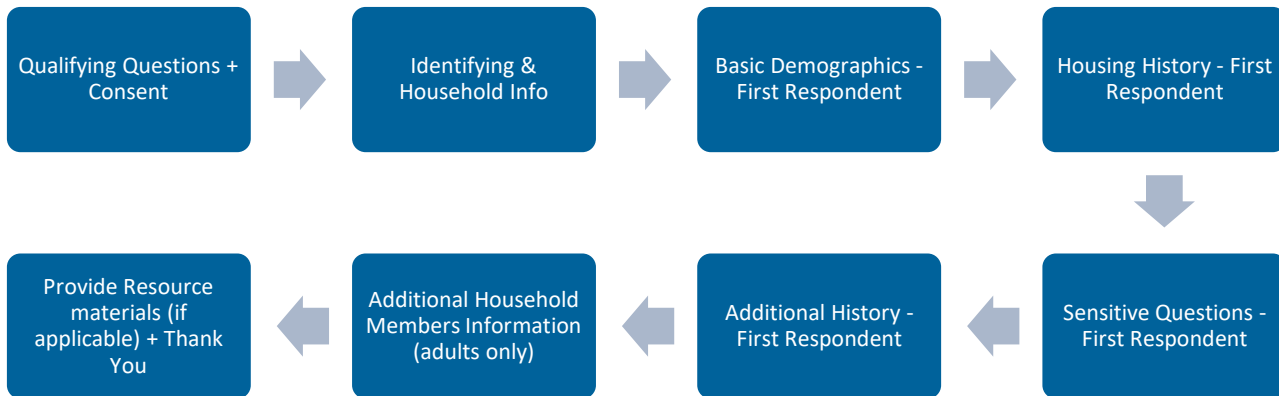 Qualifying Questions +
Consent
Identifying &
Household Info
Basic Demographics -
First Respondent
Housing History - First
Respondent
Sensitive Questions -
First Respondent
Additional History -
First Respondent
Additional Household
Members Information
(adults only)
Provide Resource
materials (if
applicable) + Thank
You